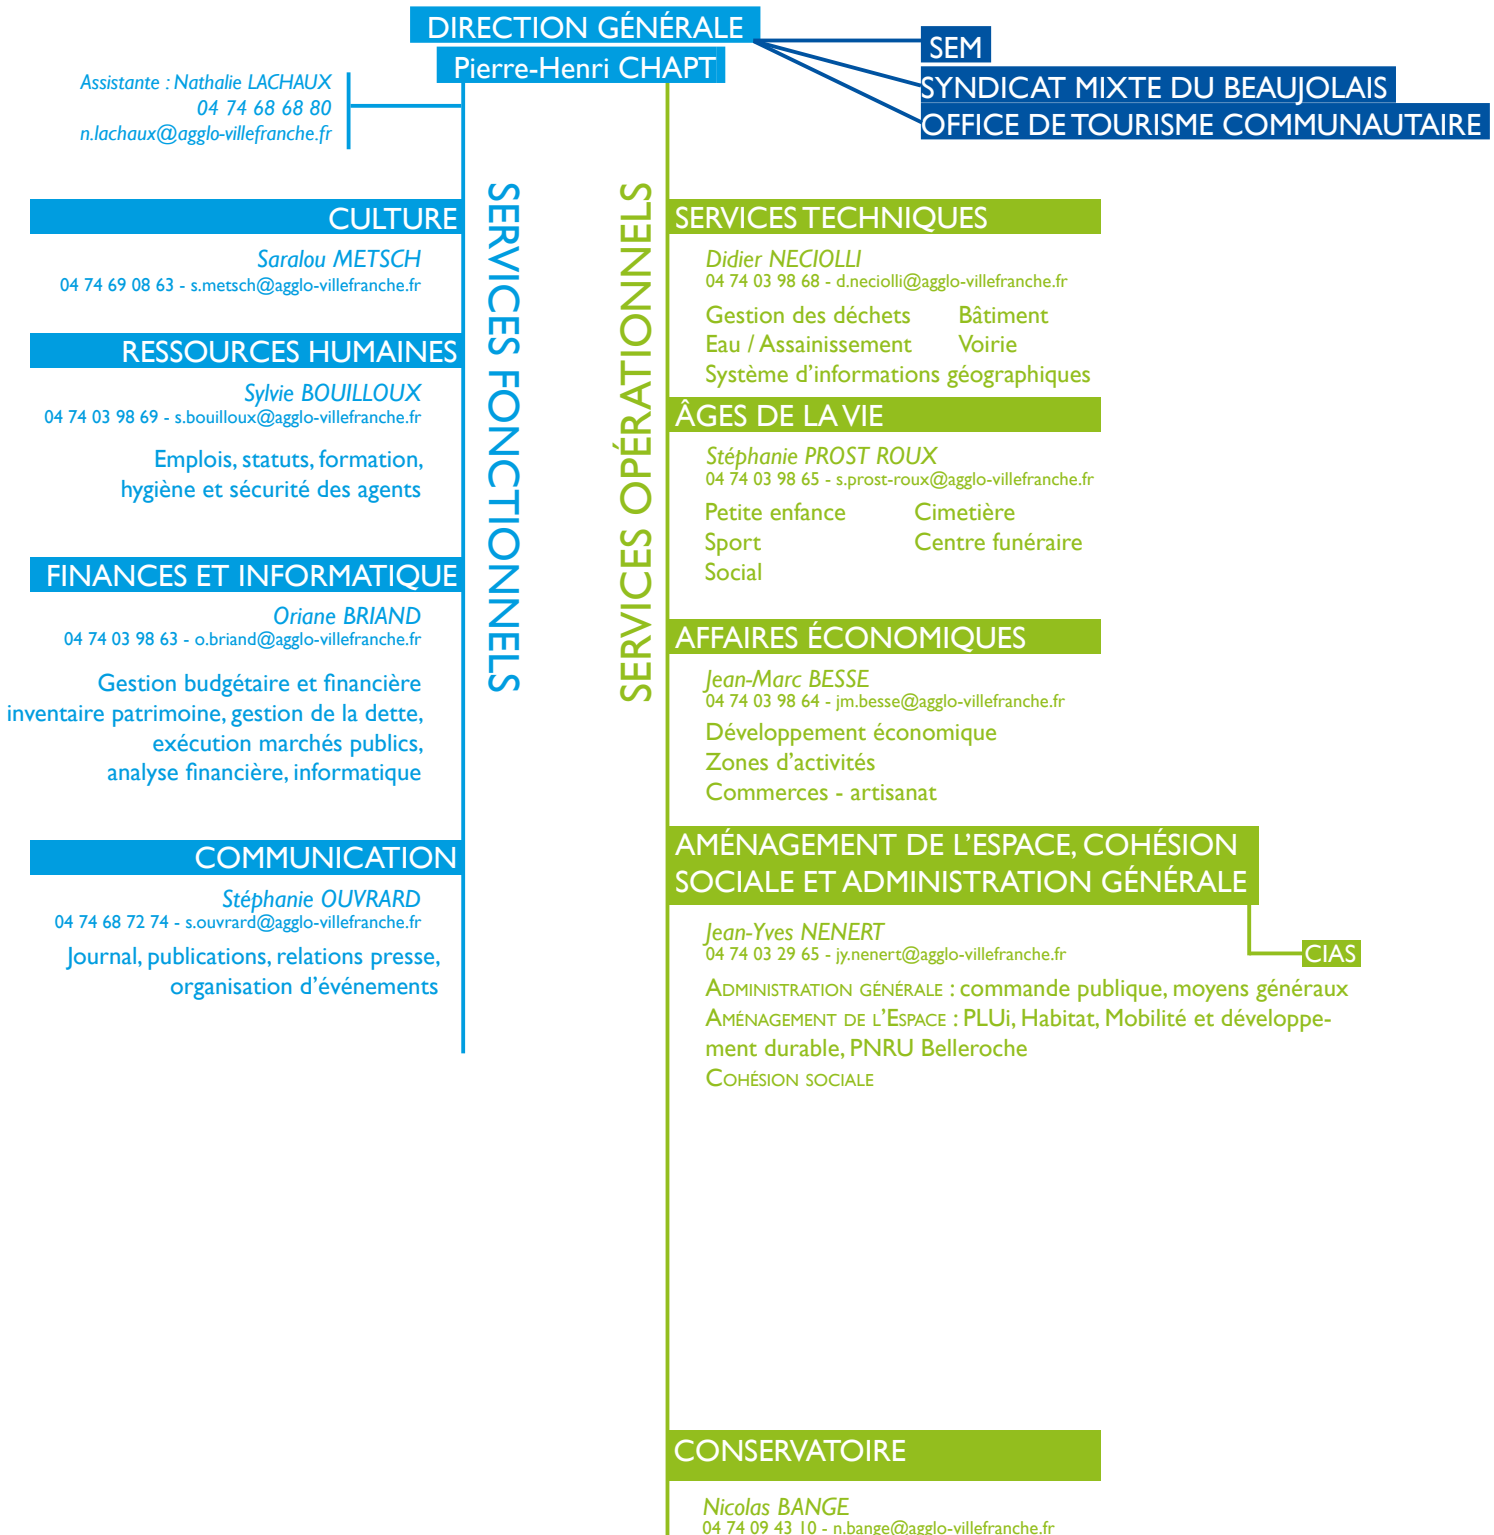 DIRECTION GÉNÉRALE
Pierre-Henri CHAPT
SEM
SYNDICAT MIXTE DU BEAUJOLAIS
OFFICE DE TOURISME COMMUNAUTAIRE
Assistante : Nathalie LACHAUX
04 74 68 68 80
n.lachaux@agglo-villefranche.fr
SERVICES FONCTIONNELS
CULTURE
Saralou METSCH
04 74 69 08 63 - s.metsch@agglo-villefranche.fr
RESSOURCES HUMAINES
Sylvie BOUILLOUX
04 74 03 98 69 - s.bouilloux@agglo-villefranche.fr
Emplois, statuts, formation,
hygiène et sécurité des agents
FINANCES ET INFORMATIQUE
Oriane BRIAND
04 74 03 98 63 - o.briand@agglo-villefranche.fr
Gestion budgétaire et financière
inventaire patrimoine, gestion de la dette,
exécution marchés publics,
analyse financière, informatique
COMMUNICATION
Stéphanie OUVRARD
04 74 68 72 74 - s.ouvrard@agglo-villefranche.fr
Journal, publications, relations presse,
organisation d'événements
SERVICES OPÉRATIONNELS
SERVICES TECHNIQUES
Didier NECIOLLI
04 74 03 98 68 - d.neciolli@agglo-villefranche.fr
Gestion des déchets Bâtiment
Eau / Assainissement Voirie
Système d'informations géographiques
ÂGES DE LA VIE
Stéphanie PROST ROUX
04 74 03 98 65 - s.prost-roux@agglo-villefranche.fr
Petite enfance Cimetière
Sport Centre funéraire
Social
AFFAIRES ÉCONOMIQUES
Jean-Marc BESSE
04 74 03 98 64 - jm.besse@agglo-villefranche.fr
Développement économique
Zones d'activités
Commerces - artisanat
AMÉNAGEMENT DE L'ESPACE, COHÉSION
SOCIALE ET ADMINISTRATION GÉNÉRALE
Jean-Yves NENERT
04 74 03 29 65 - jy.nenert@agglo-villefranche.fr
CIAS
ADMINISTRATION GÉNÉRALE : commande publique, moyens généraux
AMÉNAGEMENT DE L'ESPACE : PLUi, Habitat, Mobilité et développe-
ment durable, PNRU Belleroche
COHÉSION SOCIALE
CONSERVATOIRE
Nicolas BANGE
04 74 09 43 10 - n.bange@agglo-villefranche.fr